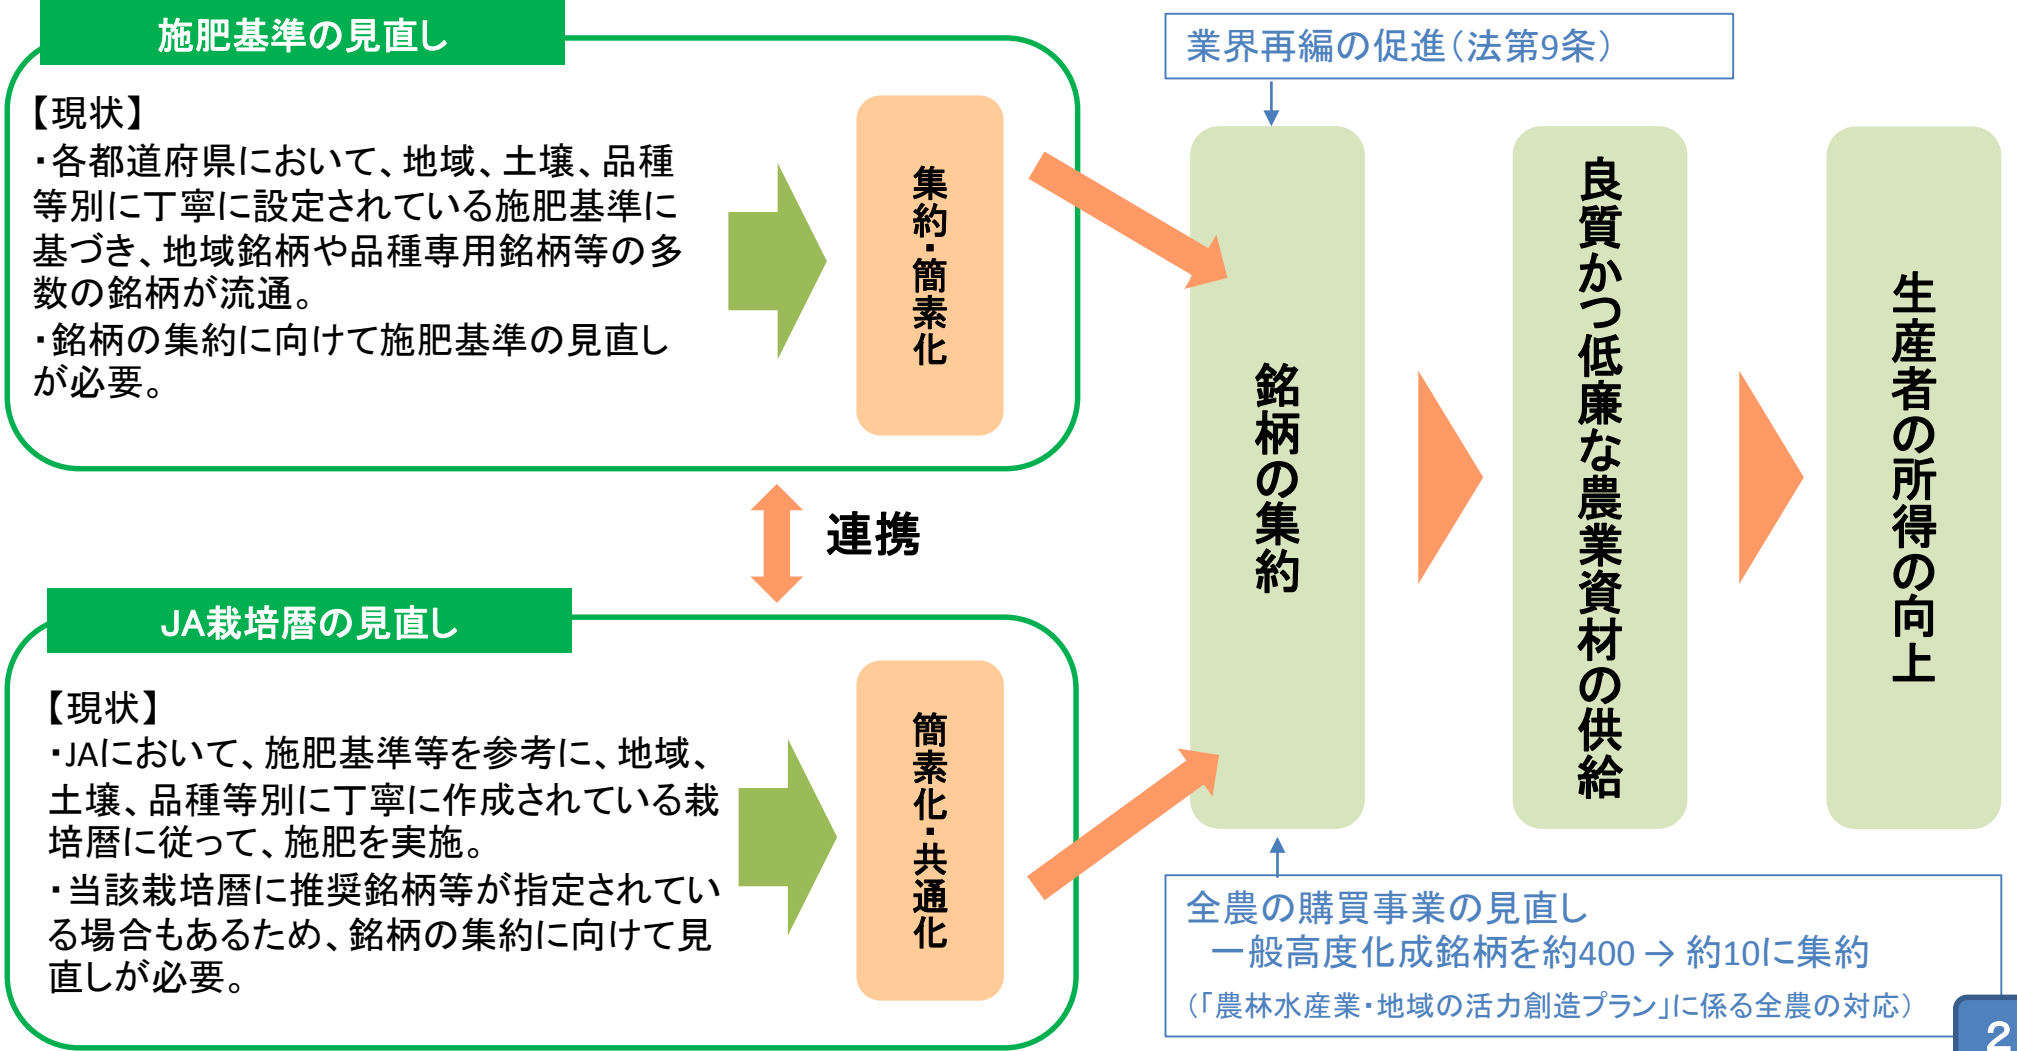 施肥基準の見直し
【現状】
・各都道府県において、地域、土壌、品種
等別に丁寧に設定されている施肥基準に
基づき、地域銘柄や品種専用銘柄等の多
数の銘柄が流通。
・銘柄の集約に向けて施肥基準の見直し
が必要。
集約・簡素化
連携
JA栽培暦の見直し
【現状】
・JAにおいて、施肥基準等を参考に、地域、
土壌、品種等別に丁寧に作成されている栽
培暦に従って、施肥を実施。
・当該栽培暦に推奨銘柄等が指定されてい
る場合もあるため、銘柄の集約に向けて見
直しが必要。
簡素化・共通化
業界再編の促進（法第9条）
銘柄の集約
良質かつ低廉な農業資材の供給
生産者の所得の向上
全農の購買事業の見直し
一般高度化成銘柄を約400 → 約10に集約
（「農林水産業・地域の活力創造プラン」に係る全農の対応）
2